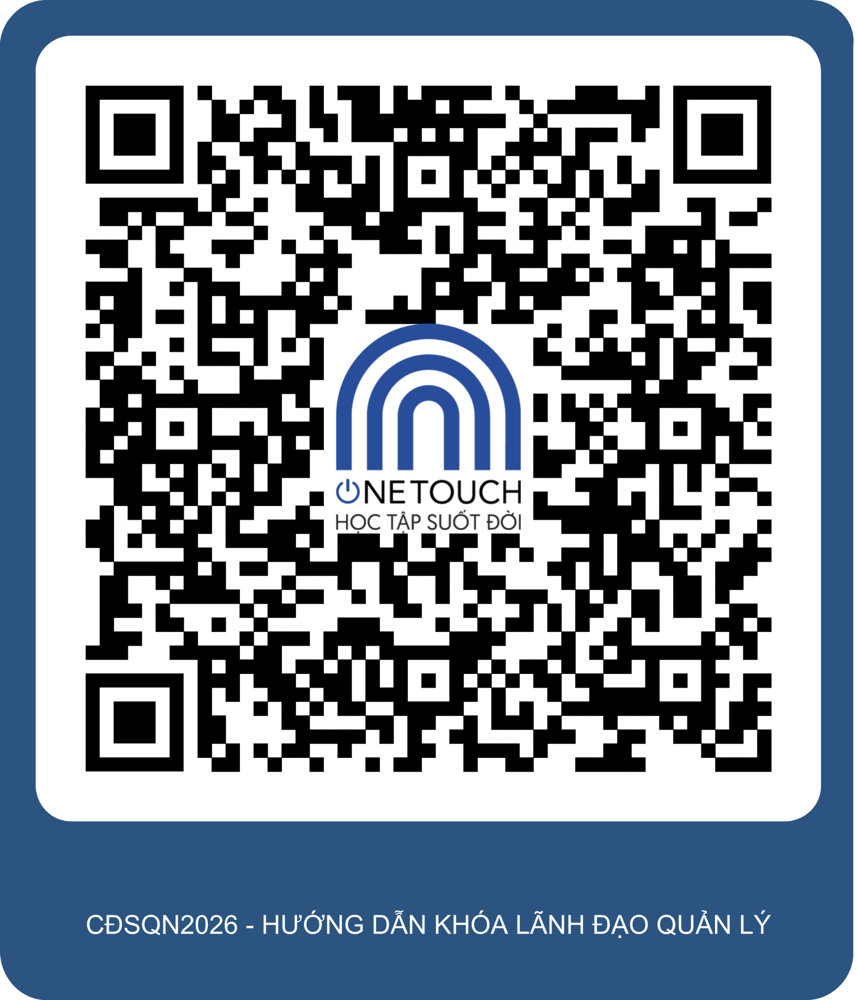 ONETOUCH
HỌC TẬP SUỐT ĐỜI
CĐSQN2026 - HƯỚNG DẪN KHÓA LÃNH ĐẠO QUẢN LÝ